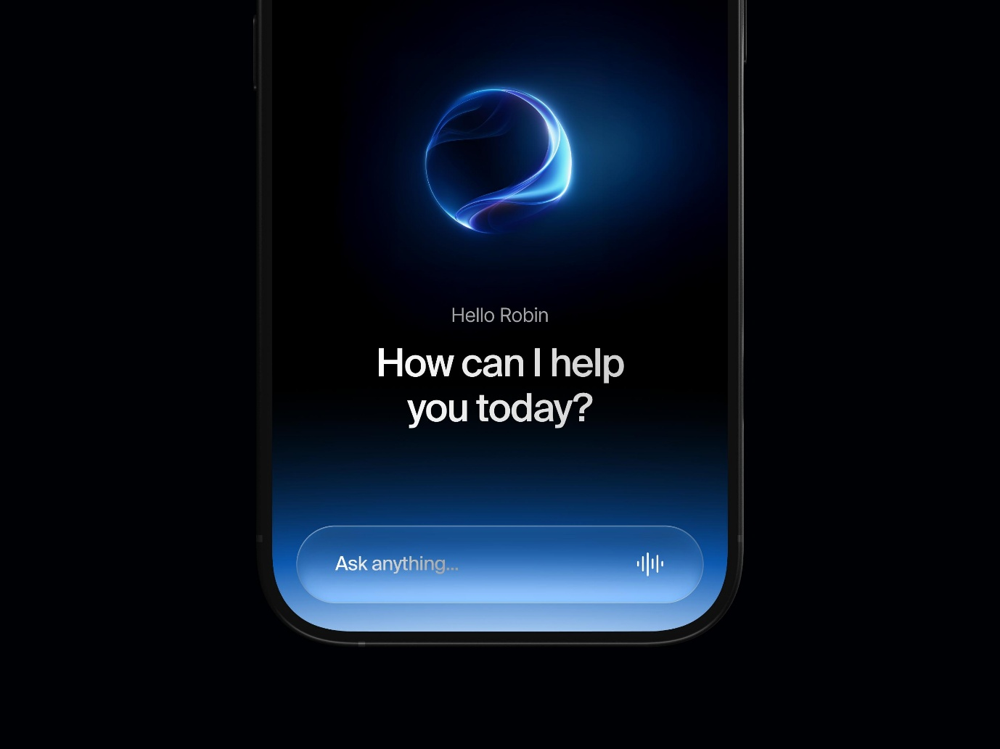 Hello Robin
How can I help
you today?
Ask anything...